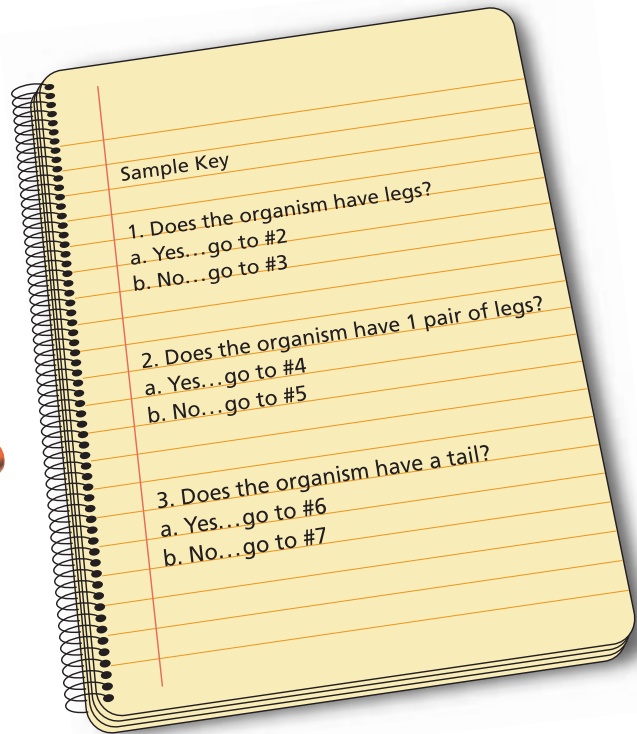 Sample Key
1. Does the organism have legs?
a. Yes...go to #2
b. No...go to #3
2. Does the organism have 1 pair of legs?
a. Yes...go to #4
b. No...go to #5
3. Does the organism have a tail?
a. Yes...go to #6
b. No...go to #7